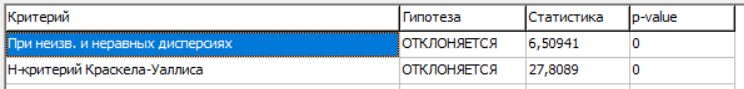 Критерий Гипотеза Статистика p-value
При неизв. и неравных дисперсиях ОТКЛОНЯЕТСЯ 6,50941 0
Н-критерий Краскела-Уаллиса ОТКЛОНЯЕТСЯ 27,8089 0